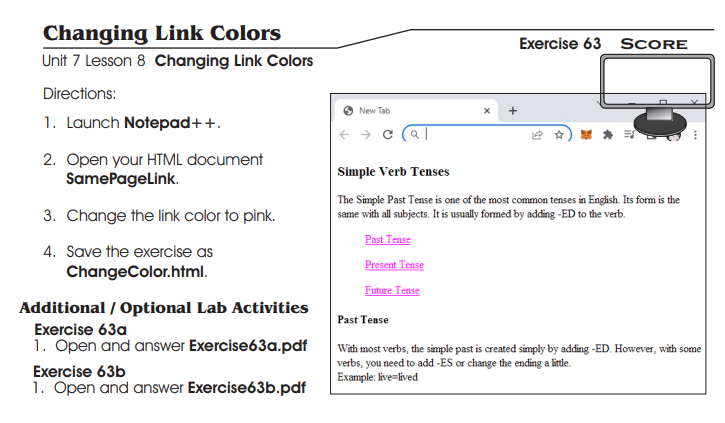 Changing Link Colors
Exercise 63 SCORE
Unit 7 Lesson 8 Changing Link Colors
Directions:
1. Launch Notepad++.
2. Open your HTML document
SamePageLink.
3. Change the link color to pink.
4. Save the exercise as
ChangeColor.html.
Additional / Optional Lab Activities
Exercise 63a
1. Open and answer Exercise63a.pdf
Exercise 63b
1. Open and answer Exercise63b.pdf
New Tab
Simple Verb Tenses
The Simple Past Tense is one of the most common tenses in English. Its form is the
same with all subjects. It is usually formed by adding -ED to the verb.
Past Tense
Present Tense
Future Tense
Past Tense
With most verbs, the simple past is created simply by adding -ED. However, with some
verbs, you need to add -ES or change the ending a little.
Example: live=lived